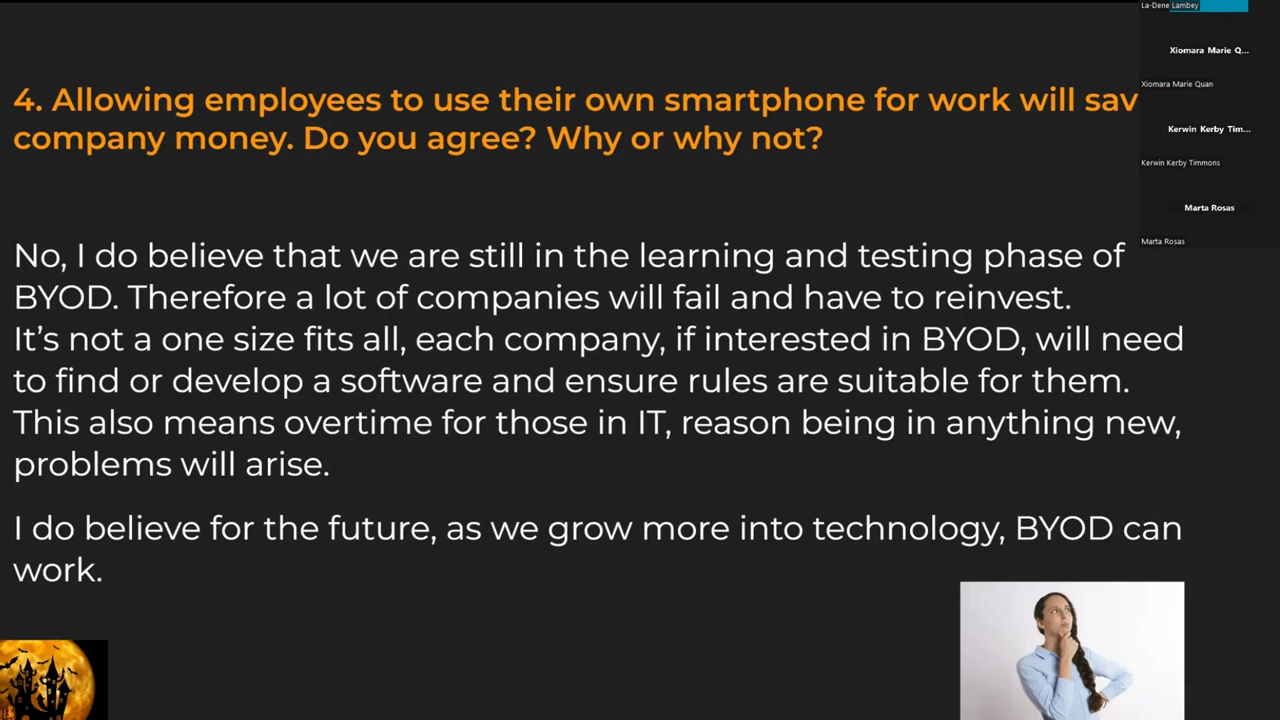 4. Allowing employees to use their own smartphone for work will sav
company money. Do you agree? Why or why not?
No, I do believe that we are still in the learning and testing phase of
BYOD. Therefore a lot of companies will fail and have to reinvest.
It’s not a one size fits all, each company, if interested in BYOD, will need
to find or develop a software and ensure rules are suitable for them.
This also means overtime for those in IT, reason being in anything new,
problems will arise.
I do believe for the future, as we grow more into technology, BYOD can
work.
La-Dene Lambey
Xiomara Marie Q...
Xiomara Marie Quan
Kerwin Kerby Tim...
Kerwin Kerby Timmons
Marta Rosas
Marta Rosas